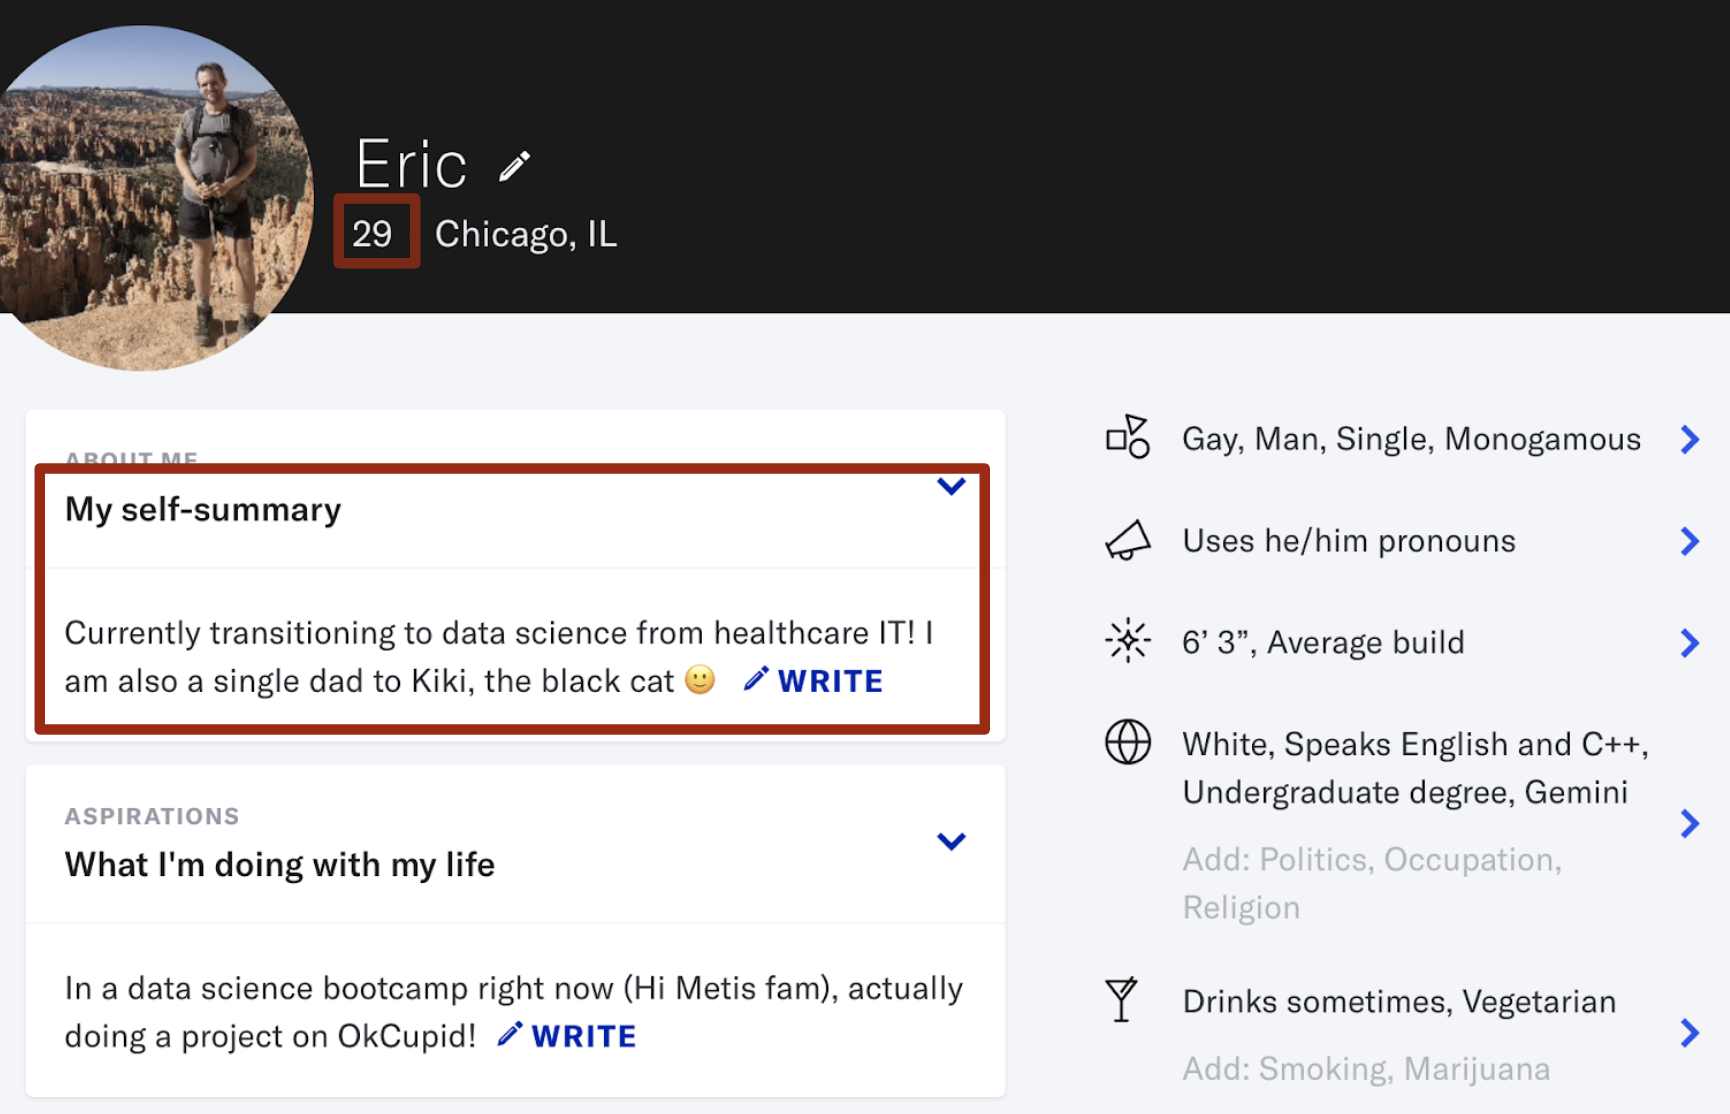 Eric
29 Chicago, IL
ABOUT ME
My self-summary
Currently transitioning to data science from healthcare IT! I
am also a single dad to Kiki, the black cat 🙂 WRITE
ASPIRATIONS
What I'm doing with my life
In a data science bootcamp right now (Hi Metis fam), actually
doing a project on OkCupid! WRITE
Gay, Man, Single, Monogamous
Uses he/him pronouns
6’ 3”, Average build
White, Speaks English and C++,
Undergraduate degree, Gemini
Add: Politics, Occupation,
Religion
Drinks sometimes, Vegetarian
Add: Smoking, Marijuana